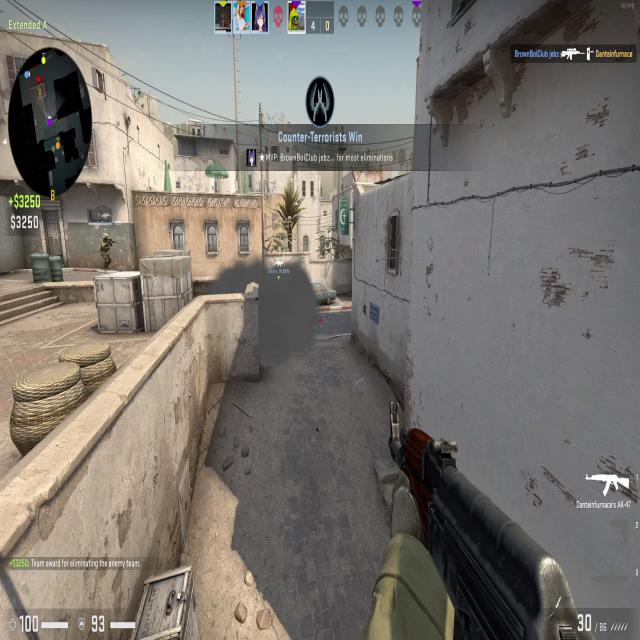 Extended A
4 0
BrownBoiClub jebz Danteinfurnace
Counter-Terrorists Win
★ MVP: BrownBoiClub jebz... for most eliminations
+$3250
$3250
B
Danteinfurnace's AK-47
+$3250: Team award for eliminating the enemy team.
100
93
30 / 86